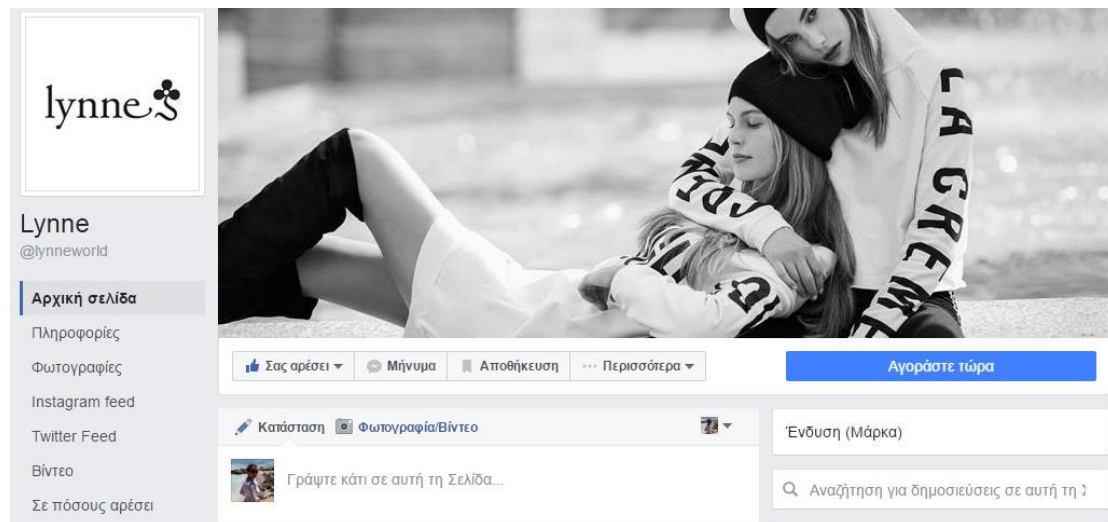 lynne
Lynne
@lynneworld
Αρχική σελίδα
Πληροφορίες
Φωτογραφίες
Instagram feed
Twitter Feed
Βίντεο
Σε πόσους αρέσει
LA CREME
Σας αρέσει
Μήνυμα
Αποθήκευση
Περισσότερα
Αγοράστε τώρα
Κατάσταση
Φωτογραφία/Βίντεο
Γράψτε κάτι σε αυτή τη Σελίδα...
Ένδυση (Μάρκα)
Αναζήτηση για δημοσιεύσεις σε αυτή τη